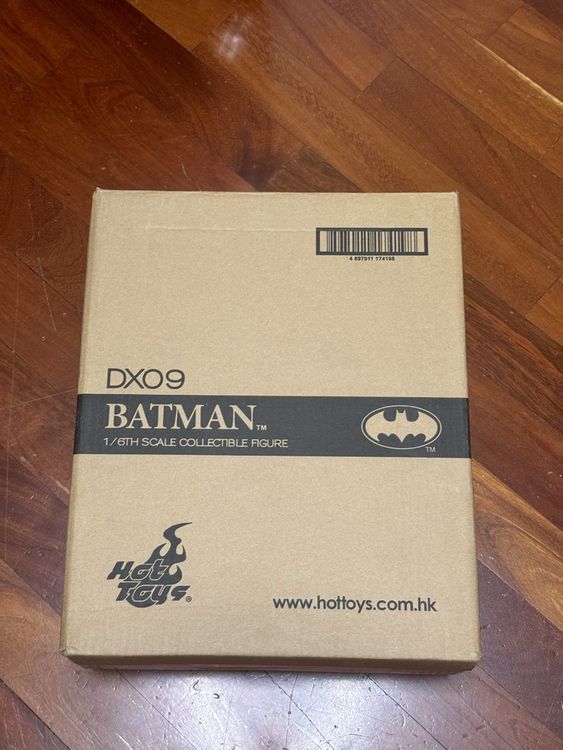 4 897011 174198
DX09
BATMAN™
1/6TH SCALE COLLECTIBLE FIGURE
TM
Hot
Toys®
www.hottoys.com.hk